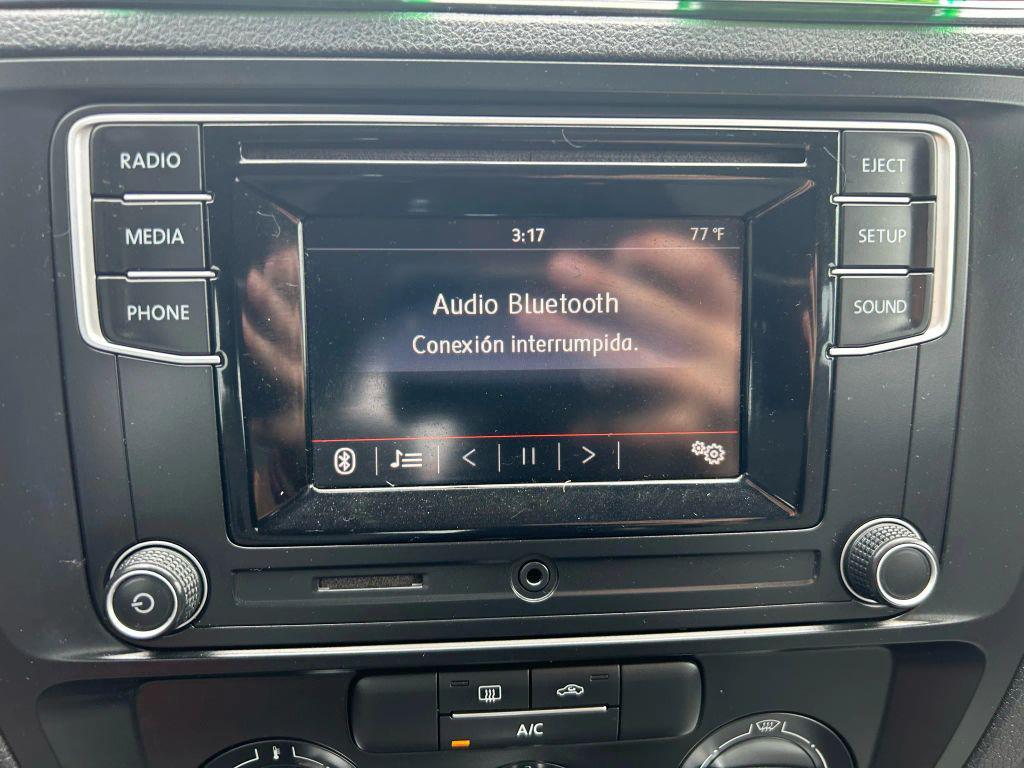 RADIO
MEDIA
PHONE
EJECT
SETUP
SOUND
3:17
77 °F
Audio Bluetooth
Conexión interrumpida.
A/C